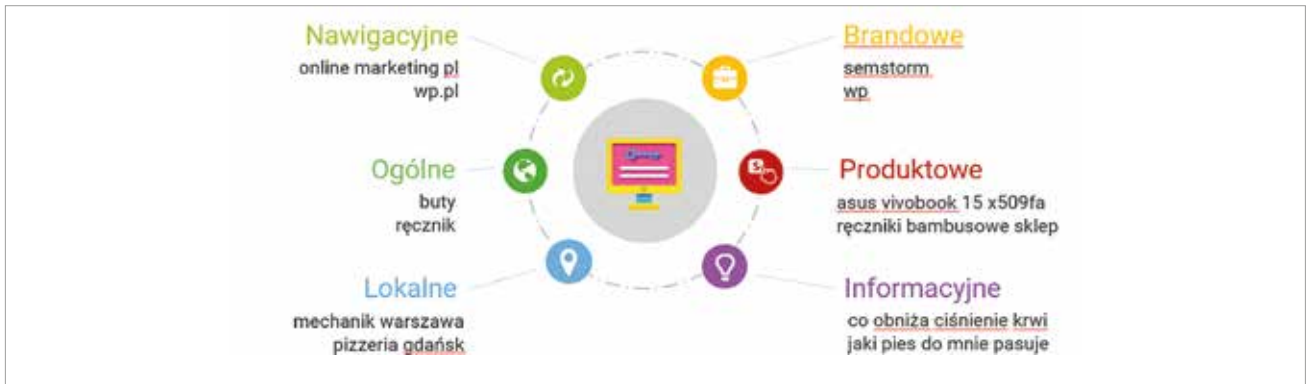 Nawigacyjne
online marketing pl
wp.pl
Brandowe
semstorm
wp
Ogólne
buty
ręcznik
Produktowe
asus vivobook 15 x509fa
ręczniki bambusowe sklep
Lokalne
mechanik warszawa
pizzeria gdańsk
Informacyjne
co obniża ciśnienie krwi
jaki pies do mnie pasuje